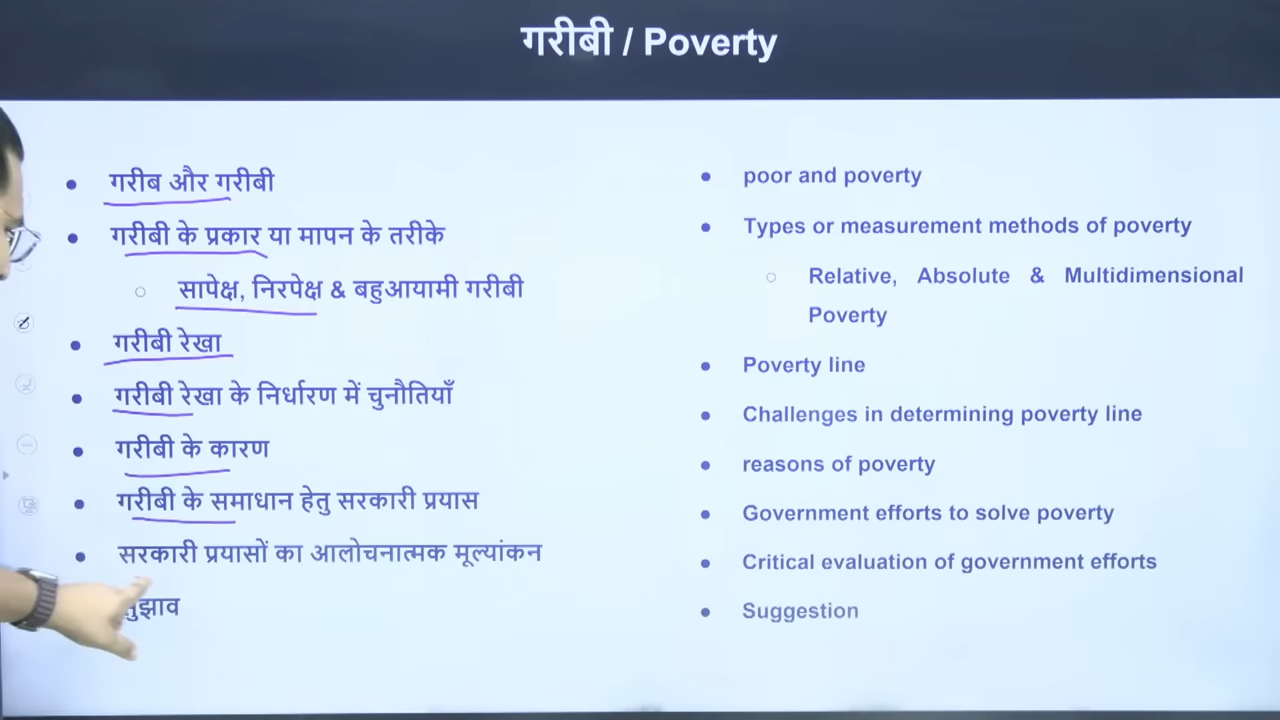 गरीबी / Poverty
गरीब और गरीबी
गरीबी के प्रकार या मापन के तरीके
सापेक्ष, निरपेक्ष & बहुआयामी गरीबी
गरीबी रेखा
गरीबी रेखा के निर्धारण में चुनौतियाँ
गरीबी के कारण
गरीबी के समाधान हेतु सरकारी प्रयास
सरकारी प्रयासों का आलोचनात्मक मूल्यांकन
poor and poverty
Types or measurement methods of poverty
Relative, Absolute & Multidimensional
Poverty
Poverty line
Challenges in determining poverty line
reasons of poverty
Government efforts to solve poverty
Critical evaluation of government efforts
Suggestion